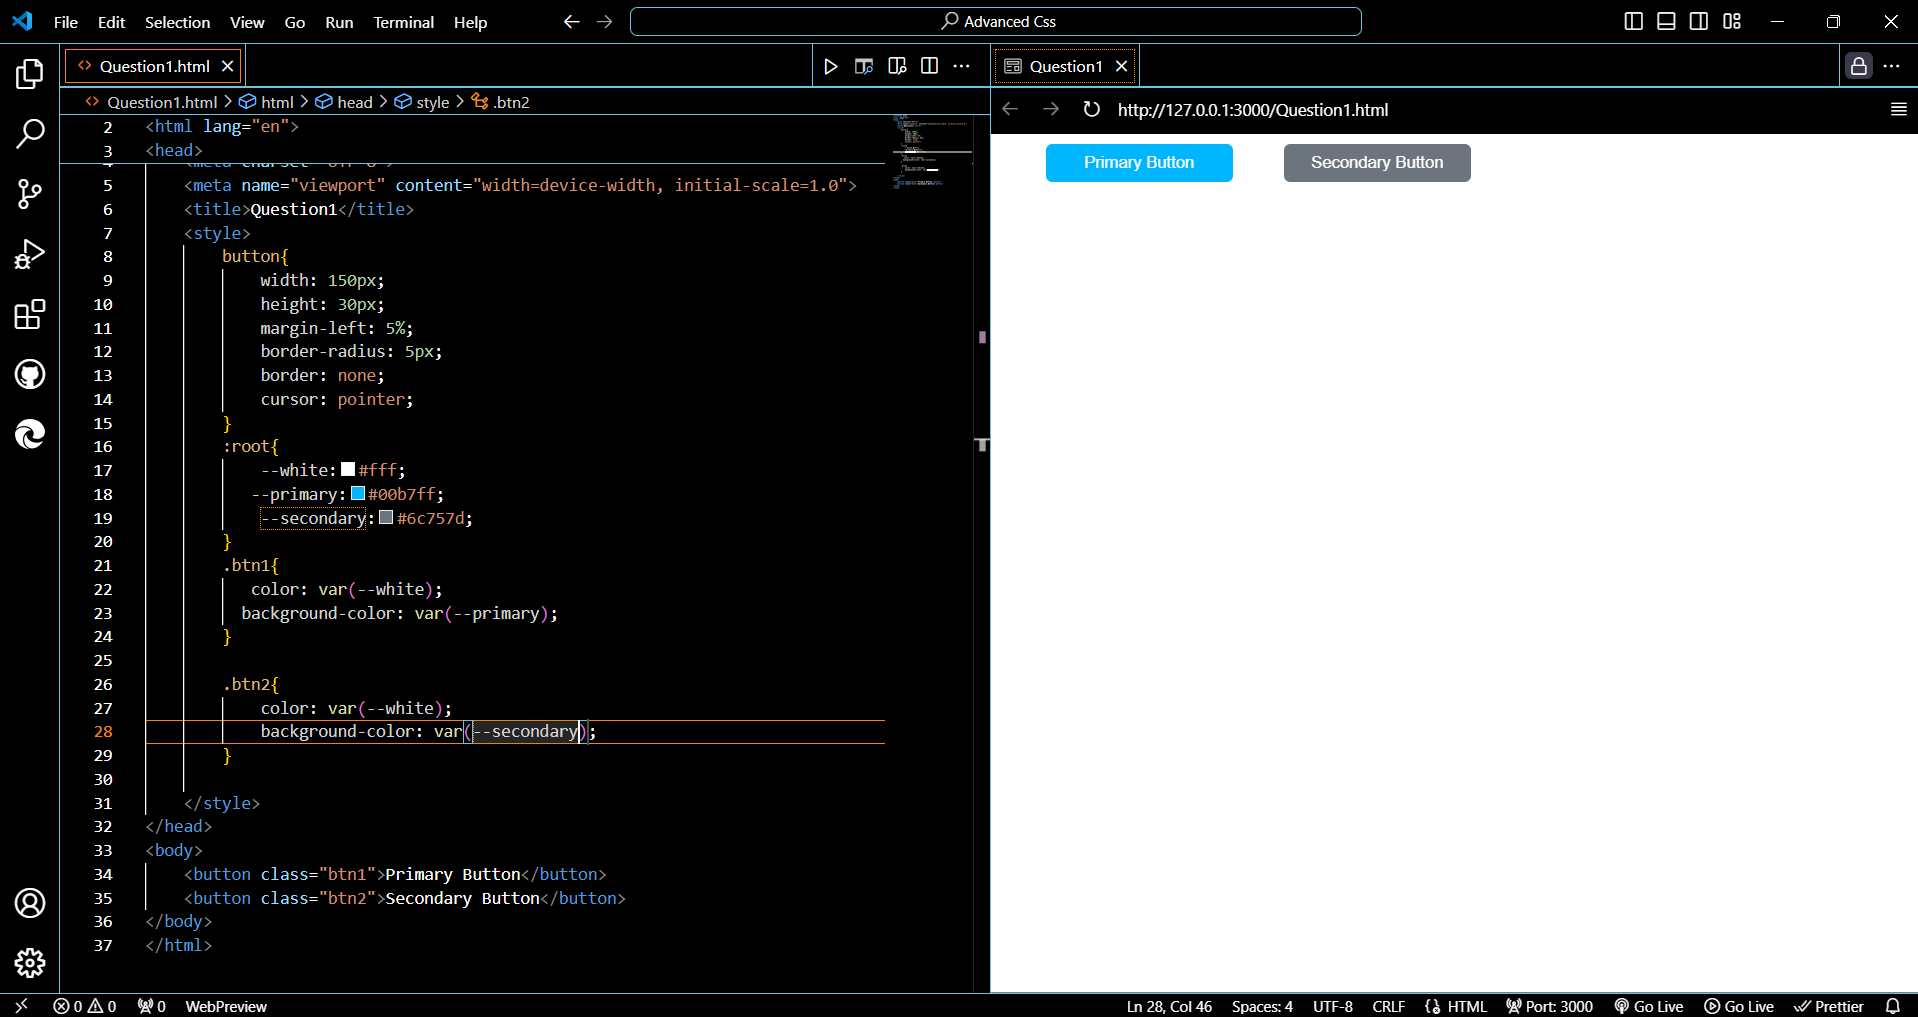 File Edit Selection View Go Run Terminal Help
Advanced Css
Question1.html
Question1
Question1.html > html > head > style > .btn2
http://127.0.0.1:3000/Question1.html
2 <html lang="en">
3 <head>
5 <meta name="viewport" content="width=device-width, initial-scale=1.0">
6 <title>Question1</title>
7 <style>
8 button{
9 width: 150px;
10 height: 30px;
11 margin-left: 5%;
12 border-radius: 5px;
13 border: none;
14 cursor: pointer;
15 }
16 :root{
17 --white: #fff;
18 --primary: #00b7ff;
19 --secondary: #6c757d;
20 }
21 .btn1{
22 color: var(--white);
23 background-color: var(--primary);
24 }
25
26 .btn2{
27 color: var(--white);
28 background-color: var(--secondary);
29 }
30
31 </style>
32 </head>
33 <body>
34 <button class="btn1">Primary Button</button>
35 <button class="btn2">Secondary Button</button>
36 </body>
37 </html>
Primary Button Secondary Button
0 0 0 WebPreview
Ln 28, Col 46 Spaces: 4 UTF-8 CRLF HTML Port: 3000 Go Live Go Live Prettier